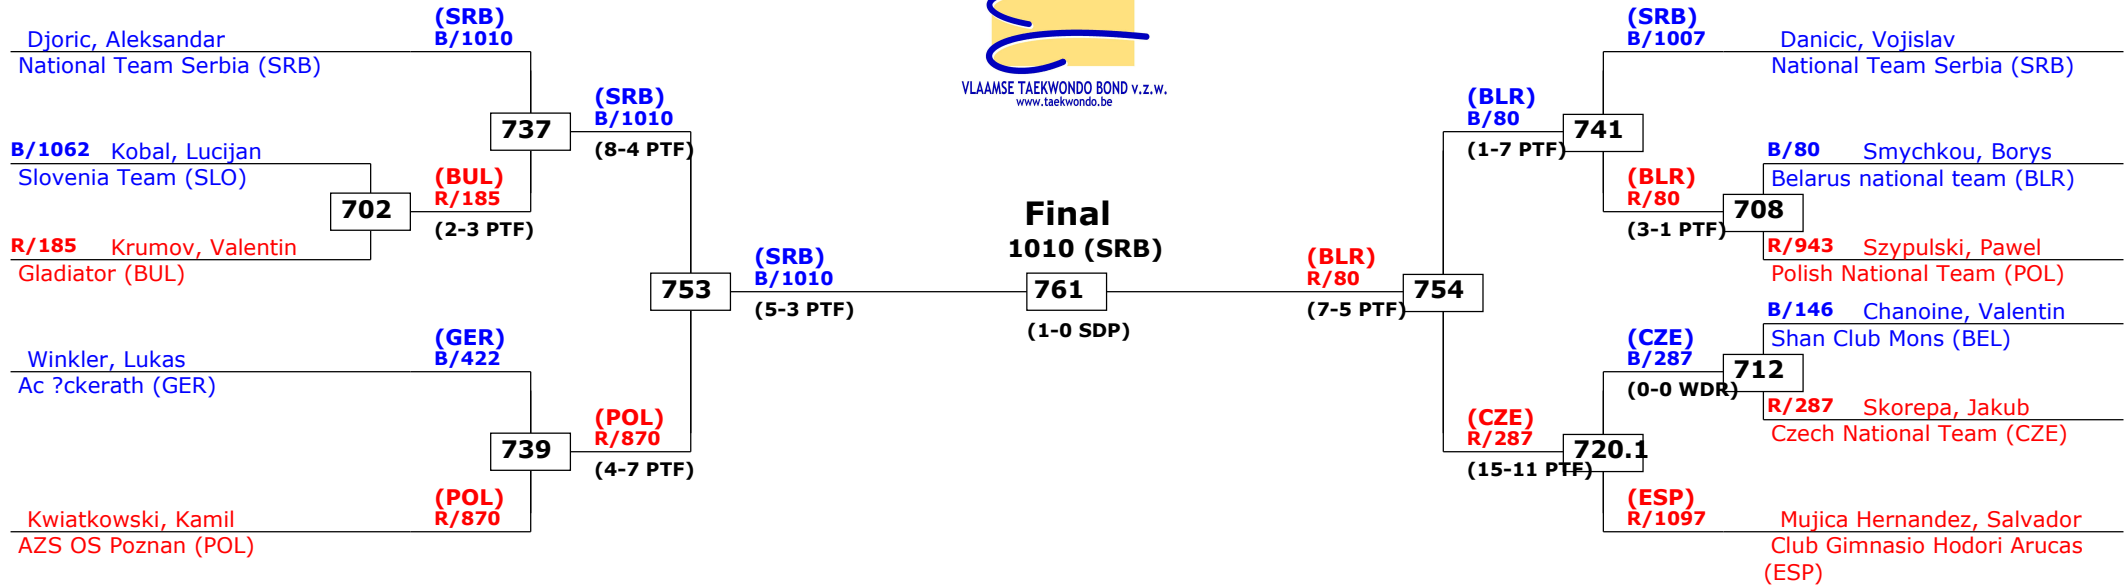 (SRB)
B/1010
Djoric, Aleksandar
National Team Serbia (SRB)
737
(SRB)
B/1010
(8-4 PTF)
B/1062 Kobal, Lucijan
Slovenia Team (SLO)
702
(BUL)
R/185
(2-3 PTF)
R/185 Krumov, Valentin
Gladiator (BUL)
753
(SRB)
B/1010
(5-3 PTF)
(GER)
B/422
Winkler, Lukas
Ac ?ckerath (GER)
739
(POL)
R/870
(4-7 PTF)
(POL)
R/870
Kwiatkowski, Kamil
AZS OS Poznan (POL)
VLAAMSE TAEKWONDO BOND v.z.w.
www.taekwondo.be
Final
1010 (SRB)
761
(1-0 SDP)
(BLR)
R/80
(7-5 PTF)
754
(BLR)
B/80
(1-7 PTF)
741
(SRB)
B/1007
Danicic, Vojislav
National Team Serbia (SRB)
(BLR)
R/80
(3-1 PTF)
708
B/80 Smychkou, Borys
Belarus national team (BLR)
R/943 Szypulski, Pawel
Polish National Team (POL)
(CZE)
R/287
(15-11 PTF)
720.1
(CZE)
B/287
(0-0 WDR)
712
B/146 Chanoine, Valentin
Shan Club Mons (BEL)
R/287 Skorepa, Jakub
Czech National Team (CZE)
(ESP)
R/1097
Mujica Hernandez, Salvador
Club Gimnasio Hodori Arucas
(ESP)